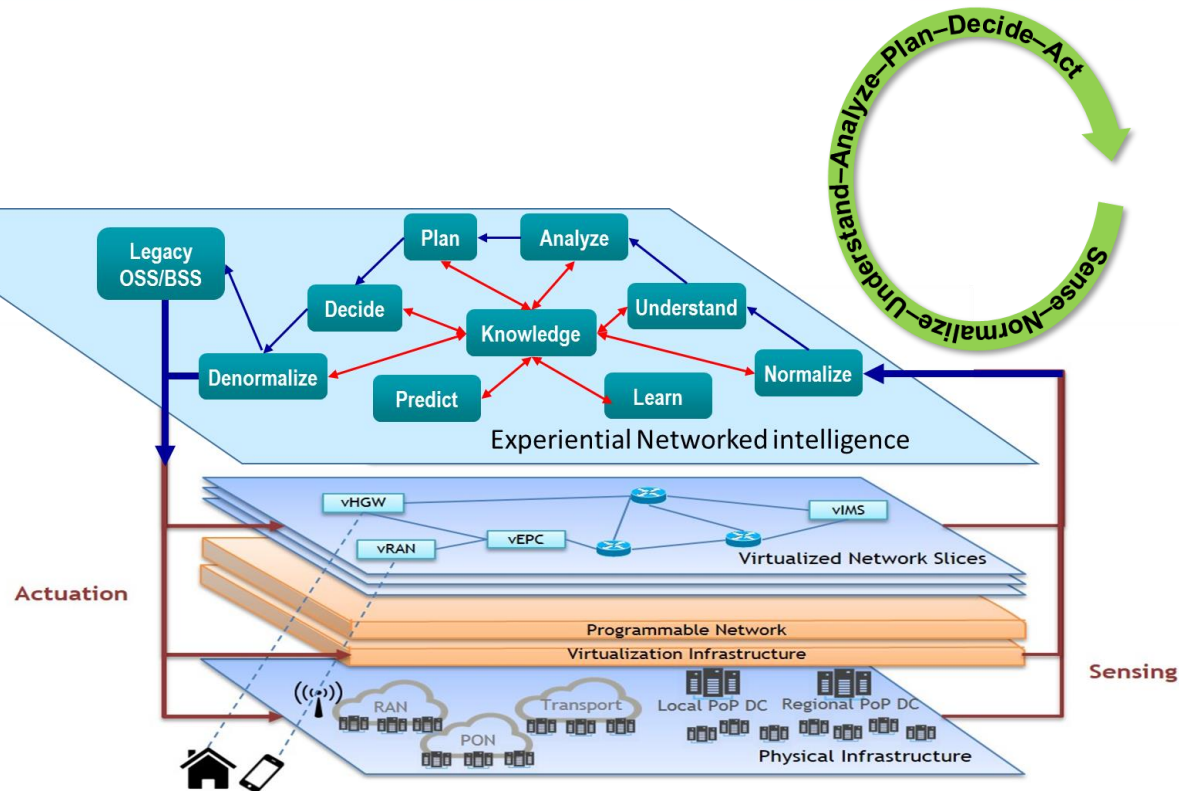 Sense–Normalize–Understand–Analyze–Plan–Decide–Act
Legacy
OSS/BSS
Plan
Analyze
Decide
Understand
Knowledge
Denormalize
Normalize
Predict
Learn
Experiential Networked intelligence
vHGW
vIMS
vRAN
vEPC
Virtualized Network Slices
Actuation
Programmable Network
Virtualization Infrastructure
Sensing
RAN
Transport
Local PoP DC
Regional PoP DC
PON
Physical Infrastructure